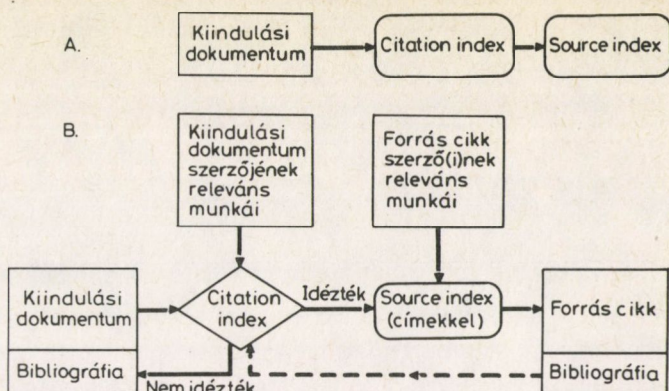 A.
Kiindulási
dokumentum
Citation index
Source index
B.
Kiindulási
dokumentum
szerzőjének
releváns
munkái
Forrás cikk
szerző(i)nek
releváns
munkái
Kiindulási
dokumentum
Citation
index
Idézték
Source index
(címekkel)
Forrás cikk
Bibliográfia
Nem idézték
Bibliográfia